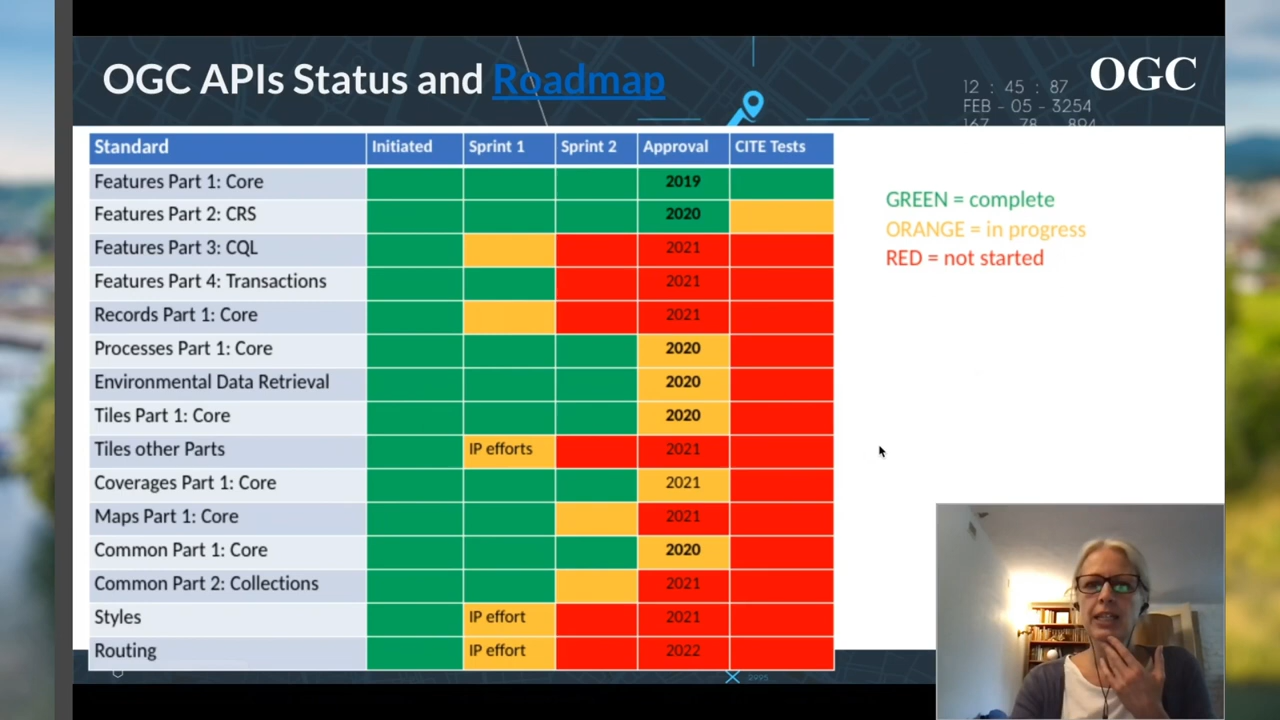 OGC APIs Status and Roadmap
OGC
12 : 45 : 87
FEB - 05 - 3254
167 78 894
Standard Initiated Sprint 1 Sprint 2 Approval CITE Tests
Features Part 1: Core 2019
Features Part 2: CRS 2020
Features Part 3: CQL 2021
Features Part 4: Transactions 2021
Records Part 1: Core 2021
Processes Part 1: Core 2020
Environmental Data Retrieval 2020
Tiles Part 1: Core 2020
Tiles other Parts IP efforts 2021
Coverages Part 1: Core 2021
Maps Part 1: Core 2021
Common Part 1: Core 2020
Common Part 2: Collections 2021
Styles IP effort 2021
Routing IP effort 2022
GREEN = complete
ORANGE = in progress
RED = not started